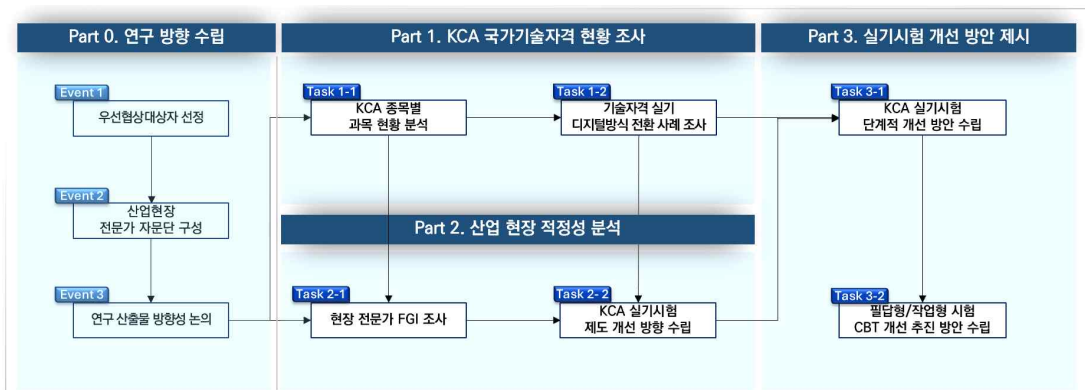 Part 0. 연구 방향 수립
Event 1
우선협상대상자 선정
Event 2
산업현장
전문가 자문단 구성
Event 3
연구 산출물 방향성 논의
Part 1. KCA 국가기술자격 현황 조사
Task 1-1
KCA 종목별
과목 현황 분석
Task 1-2
기술자격 실기
디지털방식 전환 사례 조사
Part 2. 산업 현장 적정성 분석
Task 2-1
현장 전문가 FGI 조사
Task 2- 2
KCA 실기시험
제도 개선 방향 수립
Part 3. 실기시험 개선 방안 제시
Task 3-1
KCA 실기시험
단계적 개선 방안 수립
Task 3-2
필답형/작업형 시험
CBT 개선 추진 방안 수립